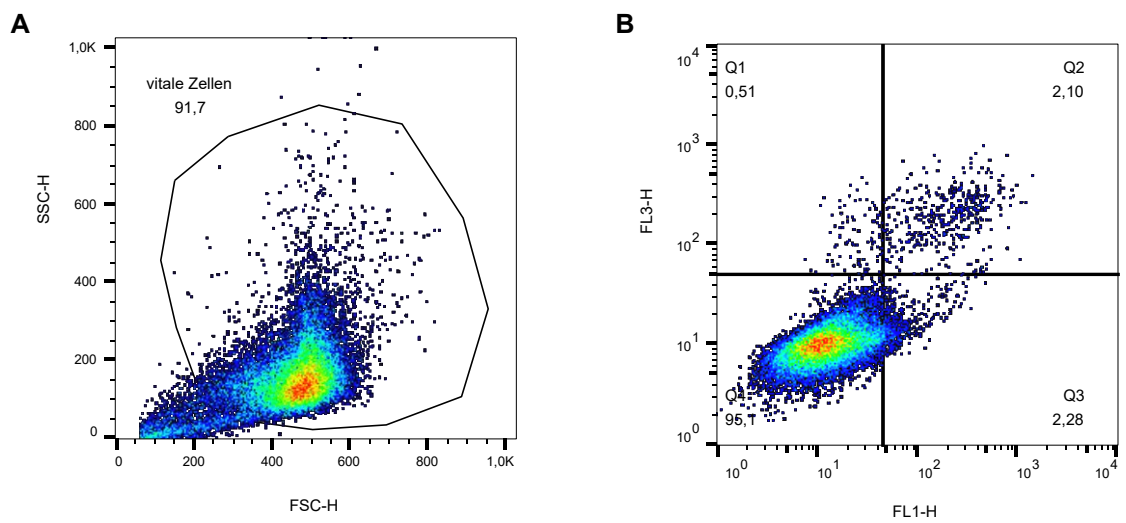 A
vitale Zellen
91,7
1,0K
800
600
400
200
0
SSC-H
0 200 400 600 800 1,0K
FSC-H
B
Q1
0,51
Q2
2,10
Q4
95,1
Q3
2,28
10^4
10^3
10^2
10^1
10^0
FL3-H
10^0 10^1 10^2 10^3 10^4
FL1-H